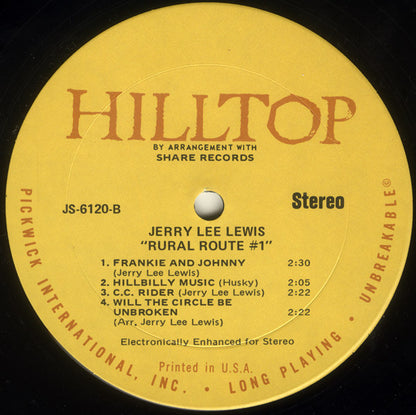 HILLTOP
BY ARRANGEMENT WITH
SHARE RECORDS
JS-6120-B
Stereo
JERRY LEE LEWIS
"RURAL ROUTE #1"
1. FRANKIE AND JOHNNY 2:30
(Jerry Lee Lewis)
2. HILLBILLY MUSIC (Husky) 2:05
3. C.C. RIDER (Jerry Lee Lewis) 2:22
4. WILL THE CIRCLE BE
UNBROKEN 2:22
(Arr. Jerry Lee Lewis)
Electronically Enhanced for Stereo
Printed in U.S.A.
PICKWICK INTERNATIONAL, INC. • LONG PLAYING • UNBREAKABLE©